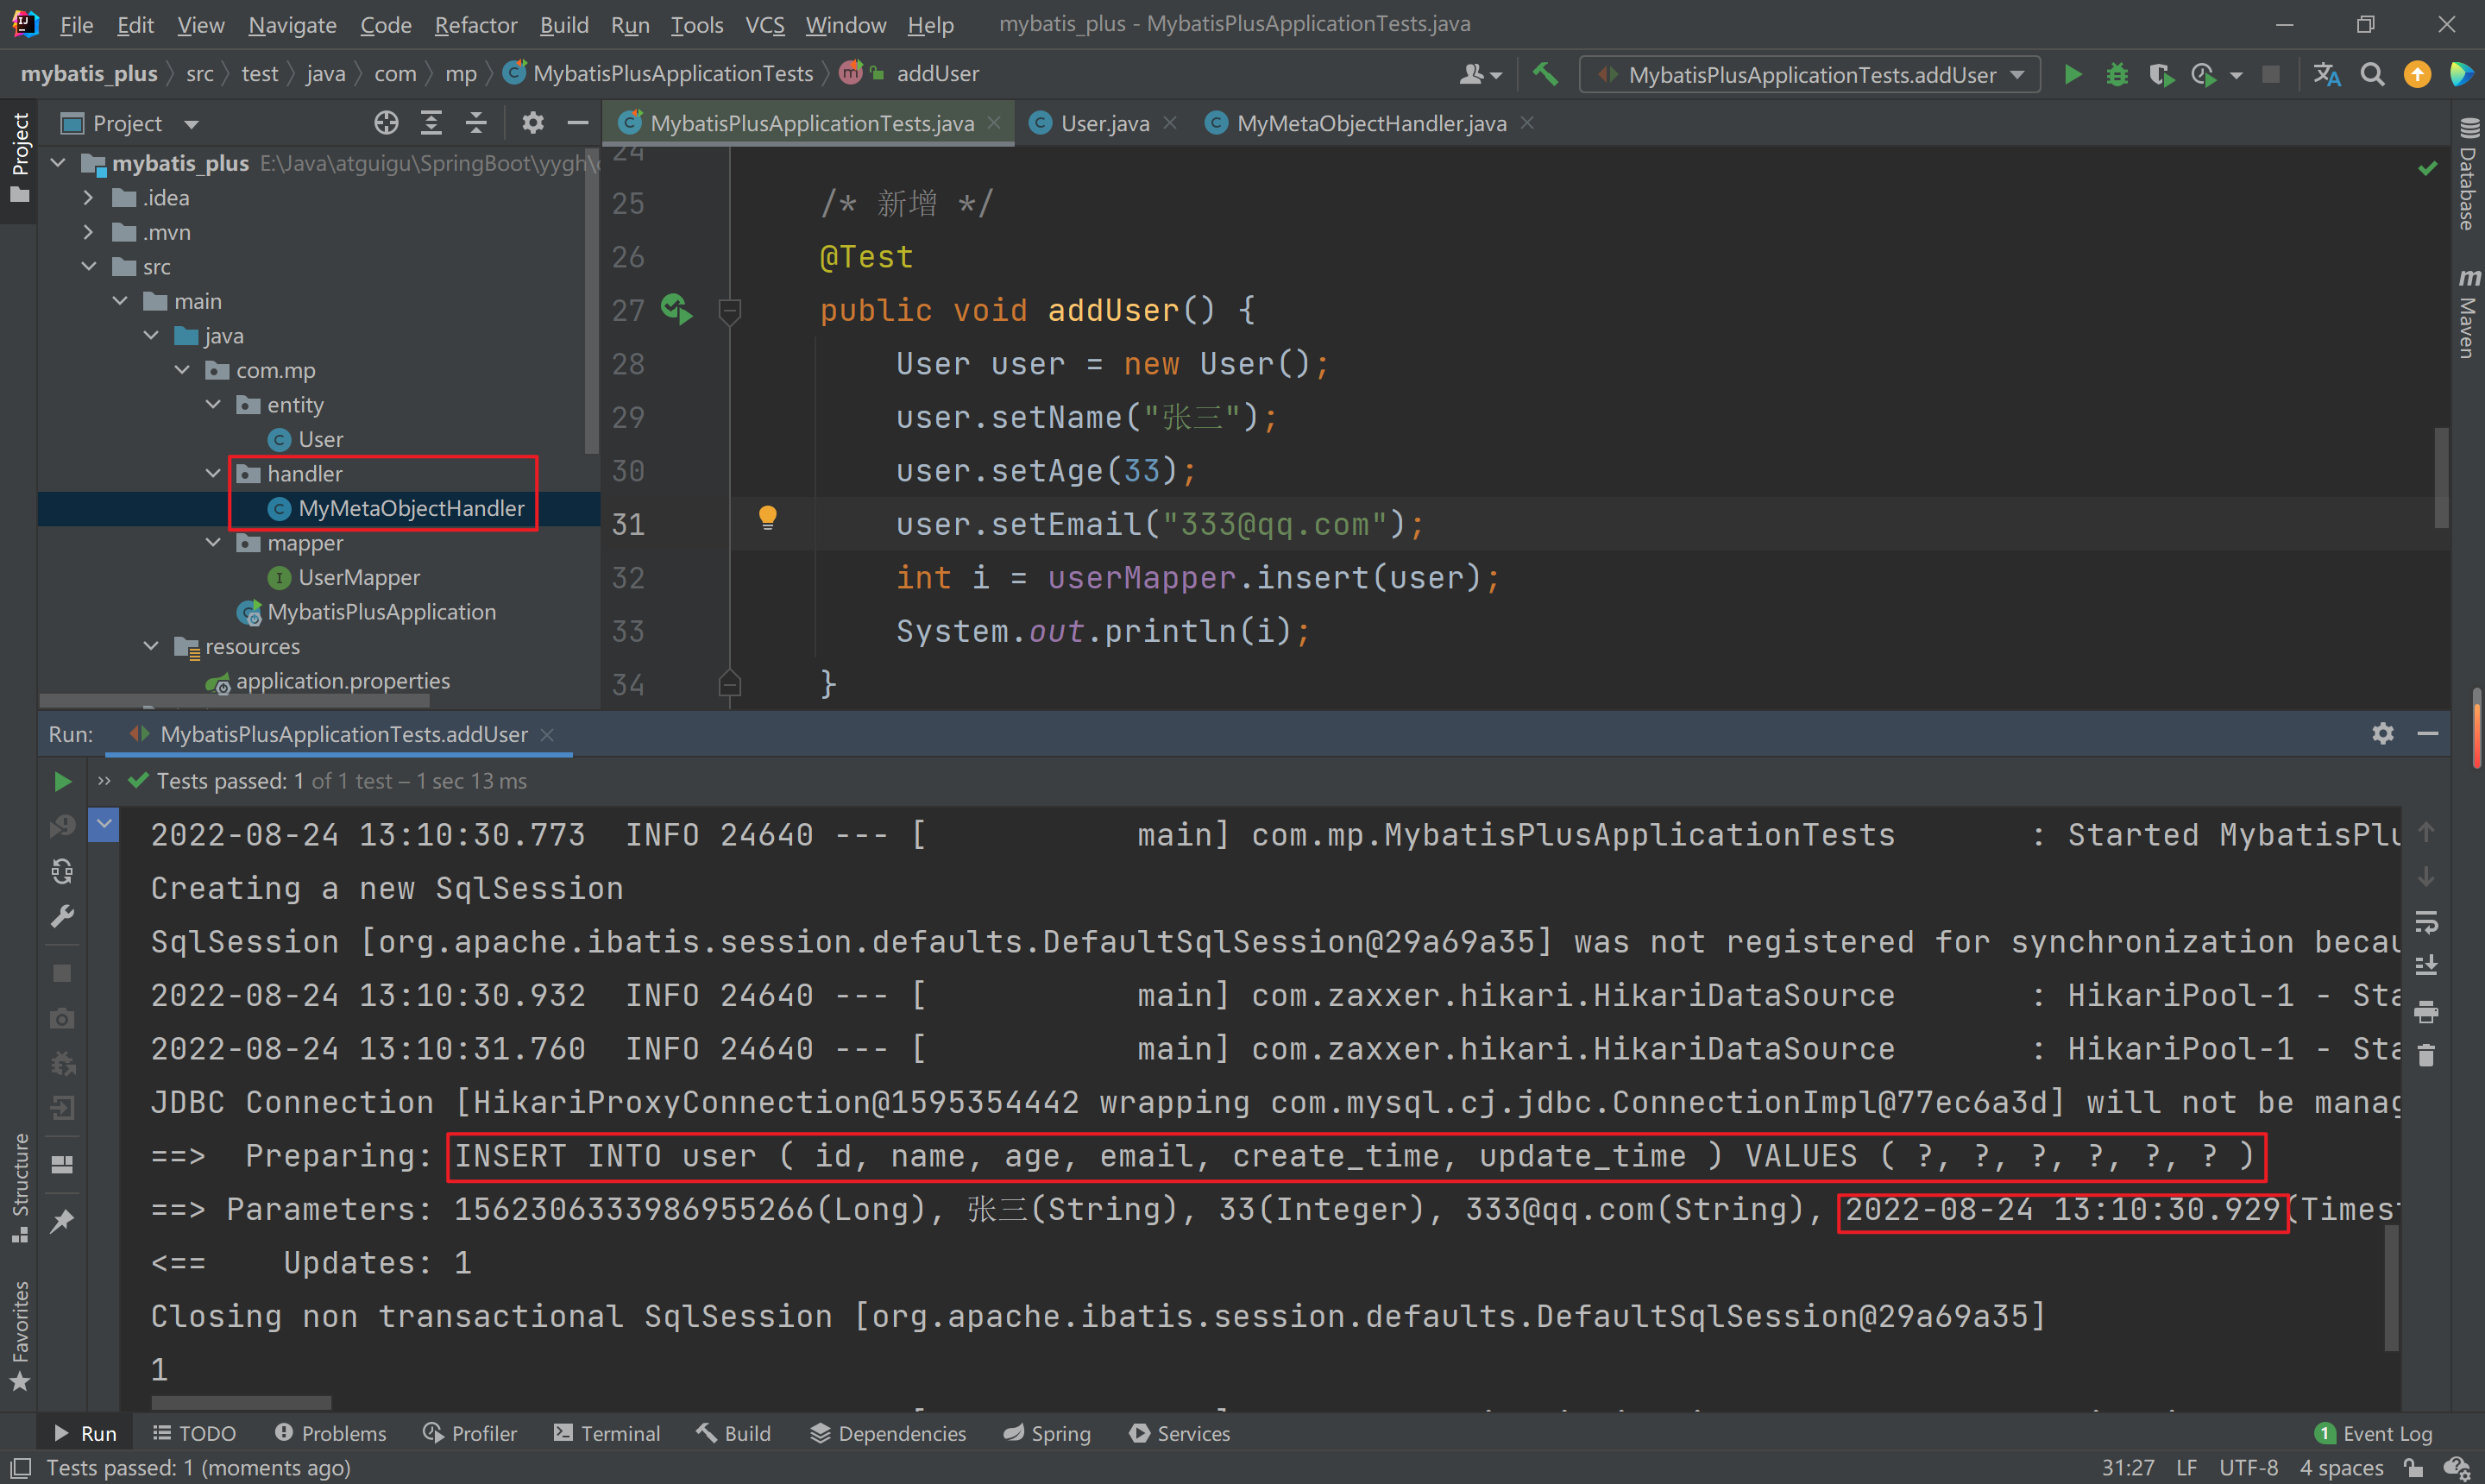 File Edit View Navigate Code Refactor Build Run Tools VCS Window Help mybatis_plus - MybatisPlusApplicationTests.java
mybatis_plus src test java com mp MybatisPlusApplicationTests addUser MybatisPlusApplicationTests.addUser
Project
Project
MybatisPlusApplicationTests.java User.java MyMetaObjectHandler.java
mybatis_plus E:\Java\atguigu\SpringBoot\yygh\
.idea
.mvn
src
main
java
com.mp
entity
User
handler
MyMetaObjectHandler
mapper
UserMapper
MybatisPlusApplication
resources
application.properties
24
25 /* 新增 */
26 @Test
27 public void addUser() {
28 User user = new User();
29 user.setName("张三");
30 user.setAge(33);
31 user.setEmail("333@qq.com");
32 int i = userMapper.insert(user);
33 System.out.println(i);
34 }
Database
Maven
Run: MybatisPlusApplicationTests.addUser
Tests passed: 1 of 1 test – 1 sec 13 ms
2022-08-24 13:10:30.773  INFO 24640 --- [           main] com.mp.MybatisPlusApplicationTests       : Started MybatisPlu
Creating a new SqlSession
SqlSession [org.apache.ibatis.session.defaults.DefaultSqlSession@29a69a35] was not registered for synchronization becau
2022-08-24 13:10:30.932  INFO 24640 --- [           main] com.zaxxer.hikari.HikariDataSource       : HikariPool-1 - Sta
2022-08-24 13:10:31.760  INFO 24640 --- [           main] com.zaxxer.hikari.HikariDataSource       : HikariPool-1 - Sta
JDBC Connection [HikariProxyConnection@1595354442 wrapping com.mysql.cj.jdbc.ConnectionImpl@77ec6a3d] will not be manag
==>  Preparing: INSERT INTO user ( id, name, age, email, create_time, update_time ) VALUES ( ?, ?, ?, ?, ?, ? )
==> Parameters: 1562306333986955266(Long), 张三(String), 33(Integer), 333@qq.com(String), 2022-08-24 13:10:30.929(Timest
<==    Updates: 1
Closing non transactional SqlSession [org.apache.ibatis.session.defaults.DefaultSqlSession@29a69a35]
1
Structure
Favorites
Run TODO Problems Profiler Terminal Build Dependencies Spring Services 1 Event Log
Tests passed: 1 (moments ago) 31:27 LF UTF-8 4 spaces